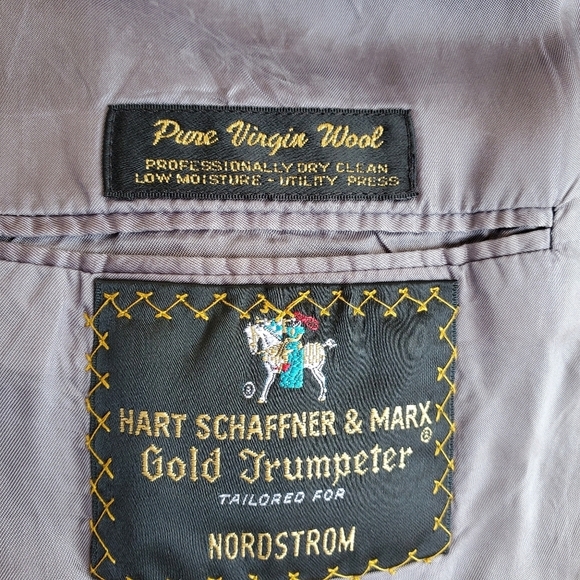 Pure Virgin Wool
PROFESSIONALLY DRY CLEAN
LOW MOISTURE - UTILITY PRESS
®
HART SCHAFFNER & MARX®
Gold Trumpeter
TAILORED FOR
NORDSTROM